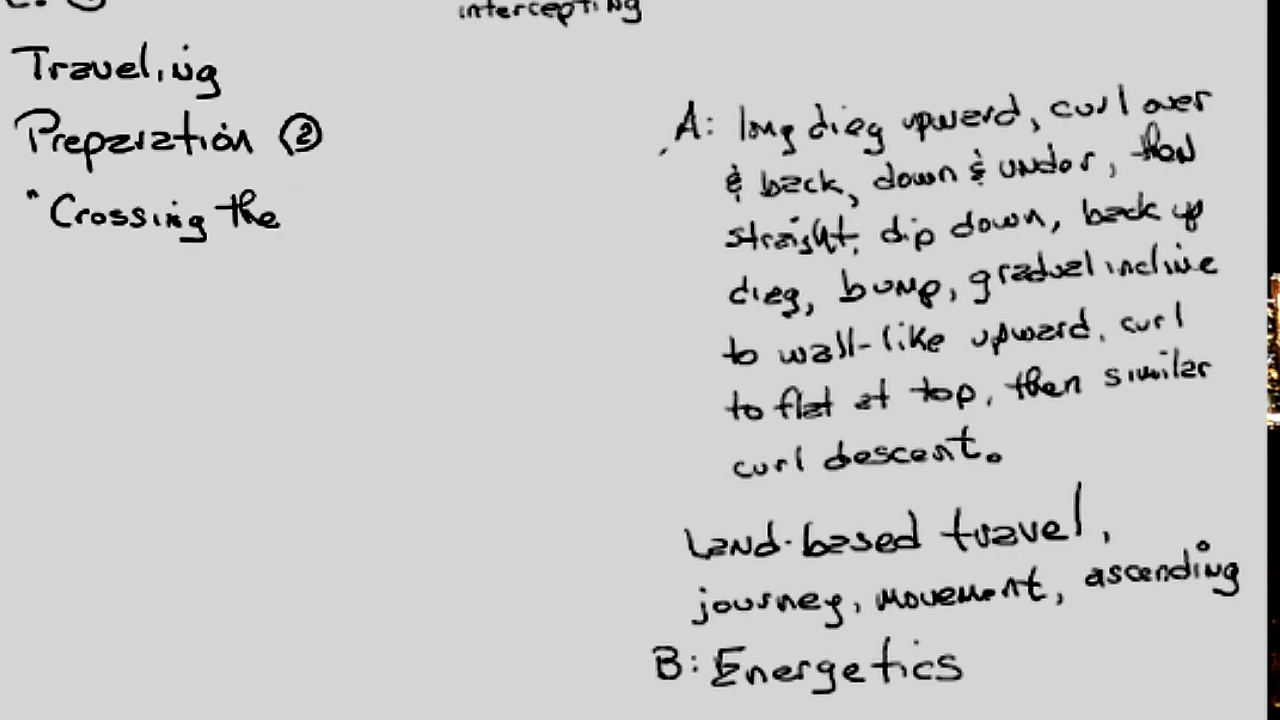 intercepting
Traveling
Preparation ②
"Crossing the
A: long diag upward, curl over
& back, down & under, then
straight, dip down, back up
diag, bump, gradual incline
to wall-like upward, curl
to flat at top, then similar
curl descent.
Land-based travel,
journey, movement, ascending
B: Energetics